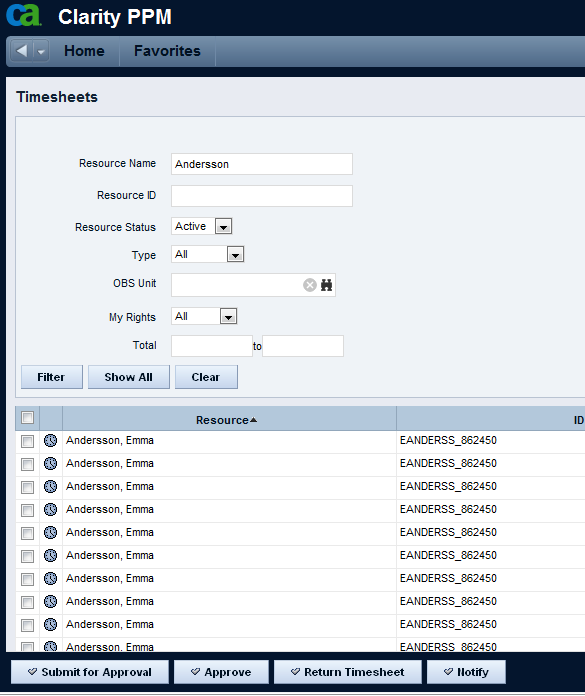 ca Clarity PPM
Home Favorites
Timesheets
Resource Name Andersson
Resource ID
Resource Status Active
Type All
OBS Unit
My Rights All
Total to
Filter Show All Clear
Resource ID
Andersson, Emma EANDERSS_862450
Andersson, Emma EANDERSS_862450
Andersson, Emma EANDERSS_862450
Andersson, Emma EANDERSS_862450
Andersson, Emma EANDERSS_862450
Andersson, Emma EANDERSS_862450
Andersson, Emma EANDERSS_862450
Andersson, Emma EANDERSS_862450
Andersson, Emma EANDERSS_862450
Andersson, Emma EANDERSS_862450
Submit for Approval Approve Return Timesheet Notify